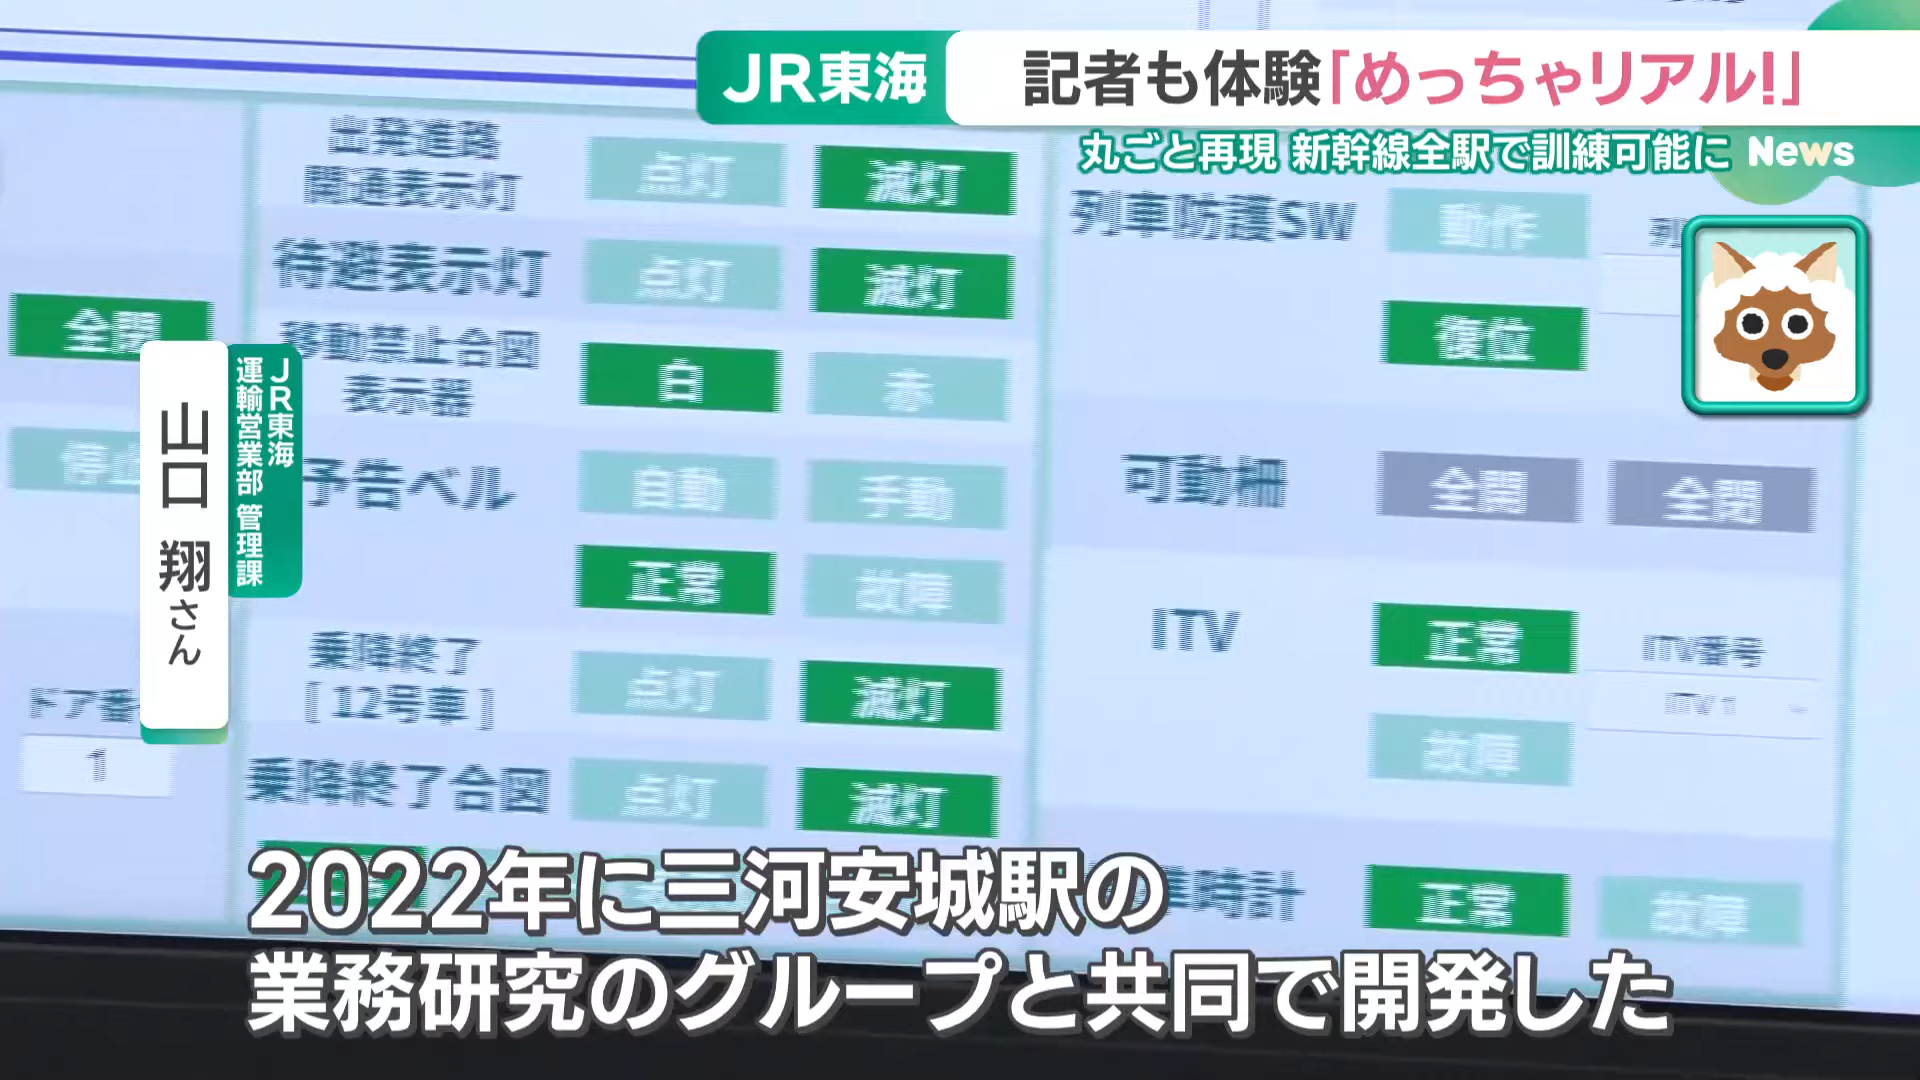 JR東海
記者も体験「めっちゃリアル!」
丸ごと再現 新幹線全駅で訓練可能に
News
出発進路
開通表示灯
点灯
滅灯
列車防護SW
動作
復位
待避表示灯
点灯
滅灯
全閉
移動禁止合図
表示器
白
赤
予告ベル
自動
手動
正常
故障
可動柵
全開
全閉
乗降終了
[12号車]
点灯
滅灯
ITV
正常
故障
ITV番号
ITV 1
乗降終了合図
点灯
滅灯
ドア番
1
時計
正常
故障
JR東海
運輸営業部 管理課
山口 翔さん
2022年に三河安城駅の
業務研究のグループと共同で開発した